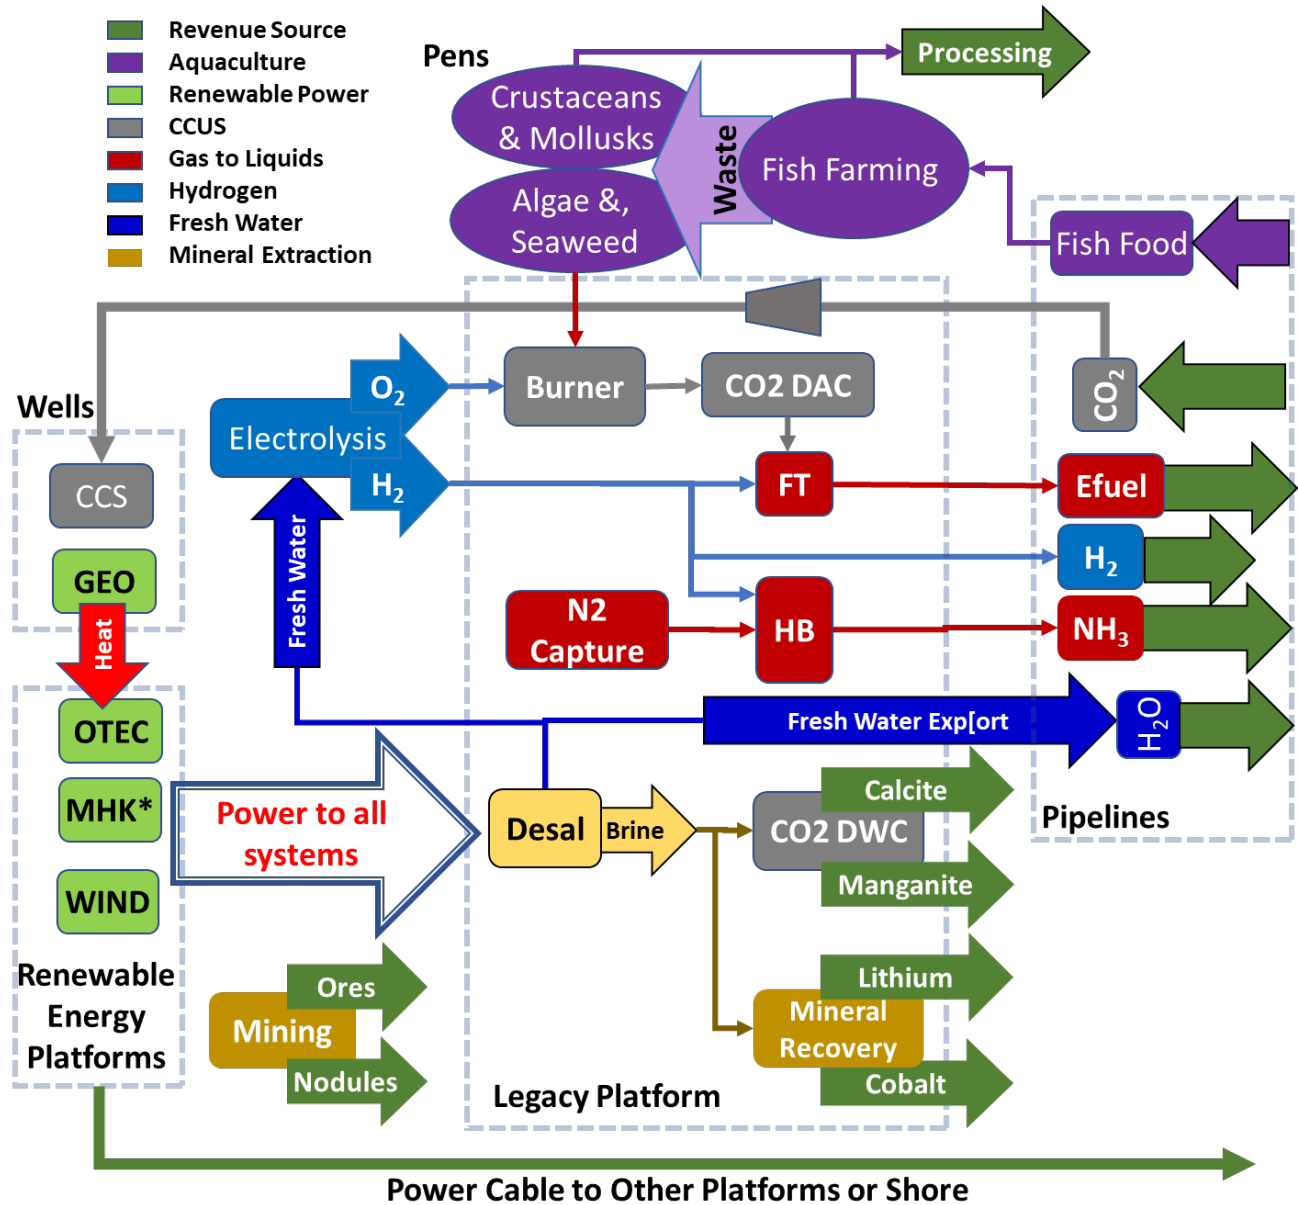 Revenue Source
Aquaculture
Renewable Power
CCUS
Gas to Liquids
Hydrogen
Fresh Water
Mineral Extraction
Pens
Processing
Crustaceans
& Mollusks
Waste
Fish Farming
Algae &,
Seaweed
Fish Food
Wells
O2
Burner
CO2 DAC
CO2
Electrolysis
H2
CCS
FT
Efuel
GEO
Fresh Water
H2
N2
Capture
HB
NH3
Heat
OTEC
Fresh Water Exp[ort
H2O
MHK*
Power to all
systems
Desal
Brine
Calcite
CO2 DWC
Manganite
Pipelines
WIND
Renewable
Energy
Platforms
Ores
Mining
Nodules
Lithium
Mineral
Recovery
Cobalt
Legacy Platform
Power Cable to Other Platforms or Shore